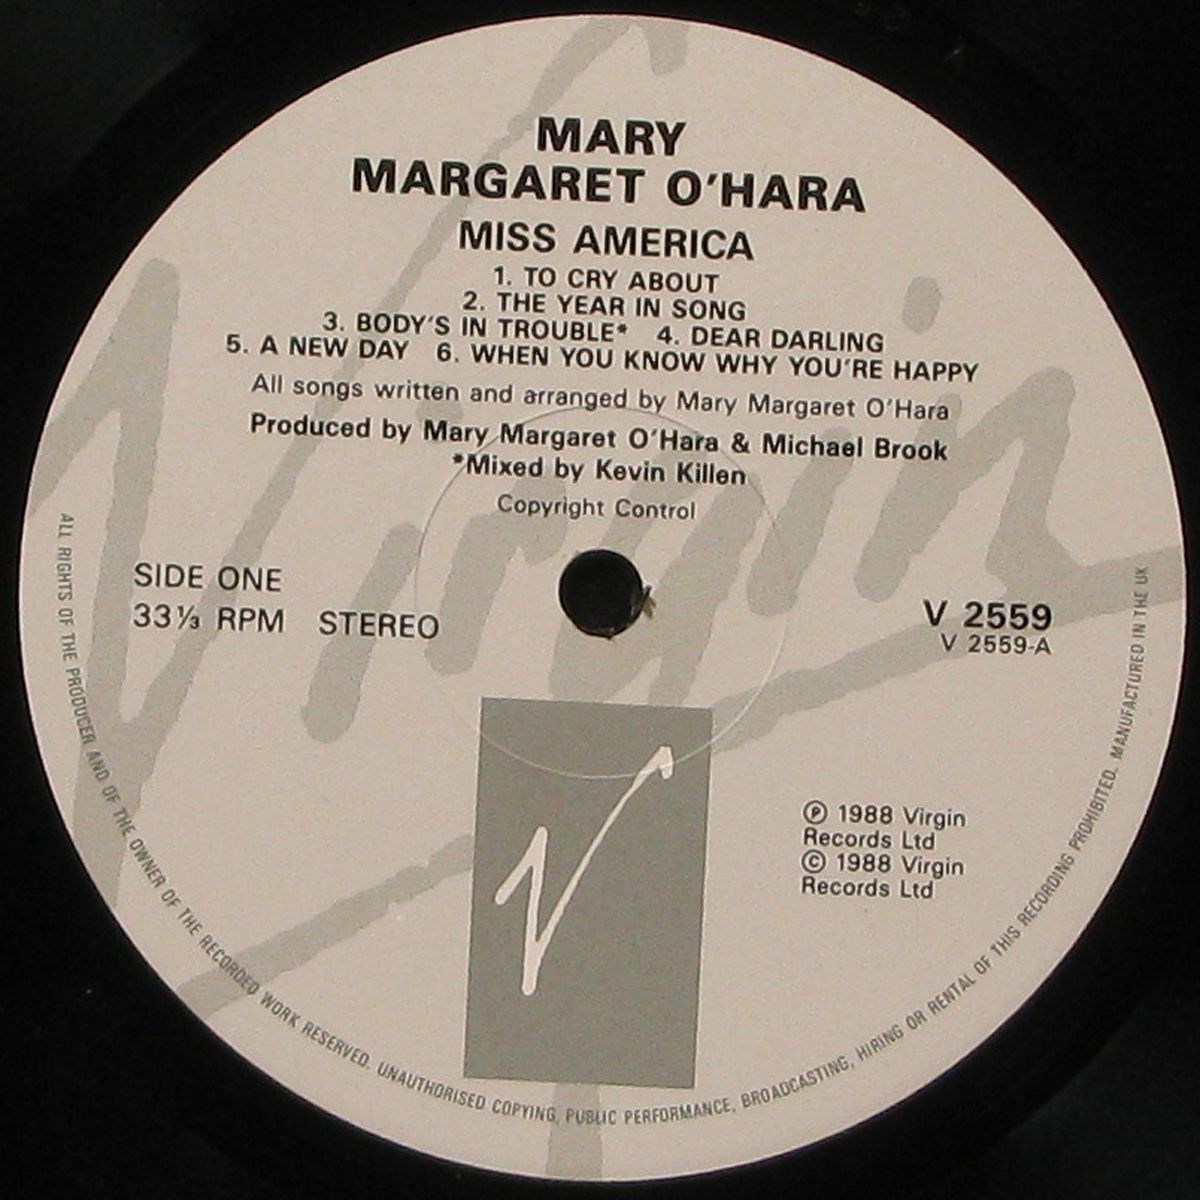 MARY
MARGARET O'HARA
MISS AMERICA
1. TO CRY ABOUT
2. THE YEAR IN SONG
3. BODY'S IN TROUBLE* 4. DEAR DARLING
5. A NEW DAY 6. WHEN YOU KNOW WHY YOU'RE HAPPY
All songs written and arranged by Mary Margaret O'Hara
Produced by Mary Margaret O'Hara & Michael Brook
*Mixed by Kevin Killen
Copyright Control
Virgin
SIDE ONE
33⅓ RPM STEREO
V 2559
V 2559-A
V
Ⓟ 1988 Virgin
Records Ltd
© 1988 Virgin
Records Ltd
ALL RIGHTS OF THE PRODUCER AND OF THE OWNER OF THE RECORDED WORK RESERVED. UNAUTHORISED COPYING, PUBLIC PERFORMANCE, BROADCASTING, HIRING OR RENTAL OF THIS RECORDING PROHIBITED. MANUFACTURED IN THE UK